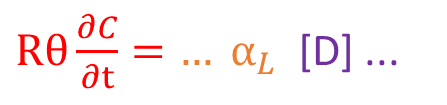 Rθ ∂C/∂t = ... α_L [D] ...